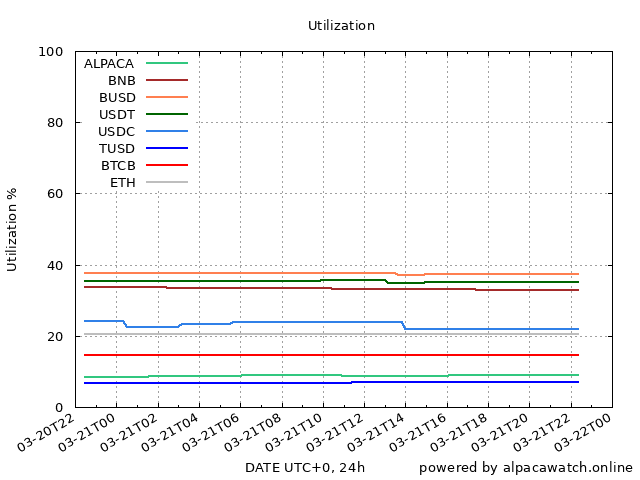 Utilization
100
80
60
40
20
0
Utilization %
ALPACA
BNB
BUSD
USDT
USDC
TUSD
BTCB
ETH
03-20T22
03-21T00
03-21T02
03-21T04
03-21T06
03-21T08
03-21T10
03-21T12
03-21T14
03-21T16
03-21T18
03-21T20
03-21T22
03-22T00
DATE UTC+0, 24h
powered by alpacawatch.online